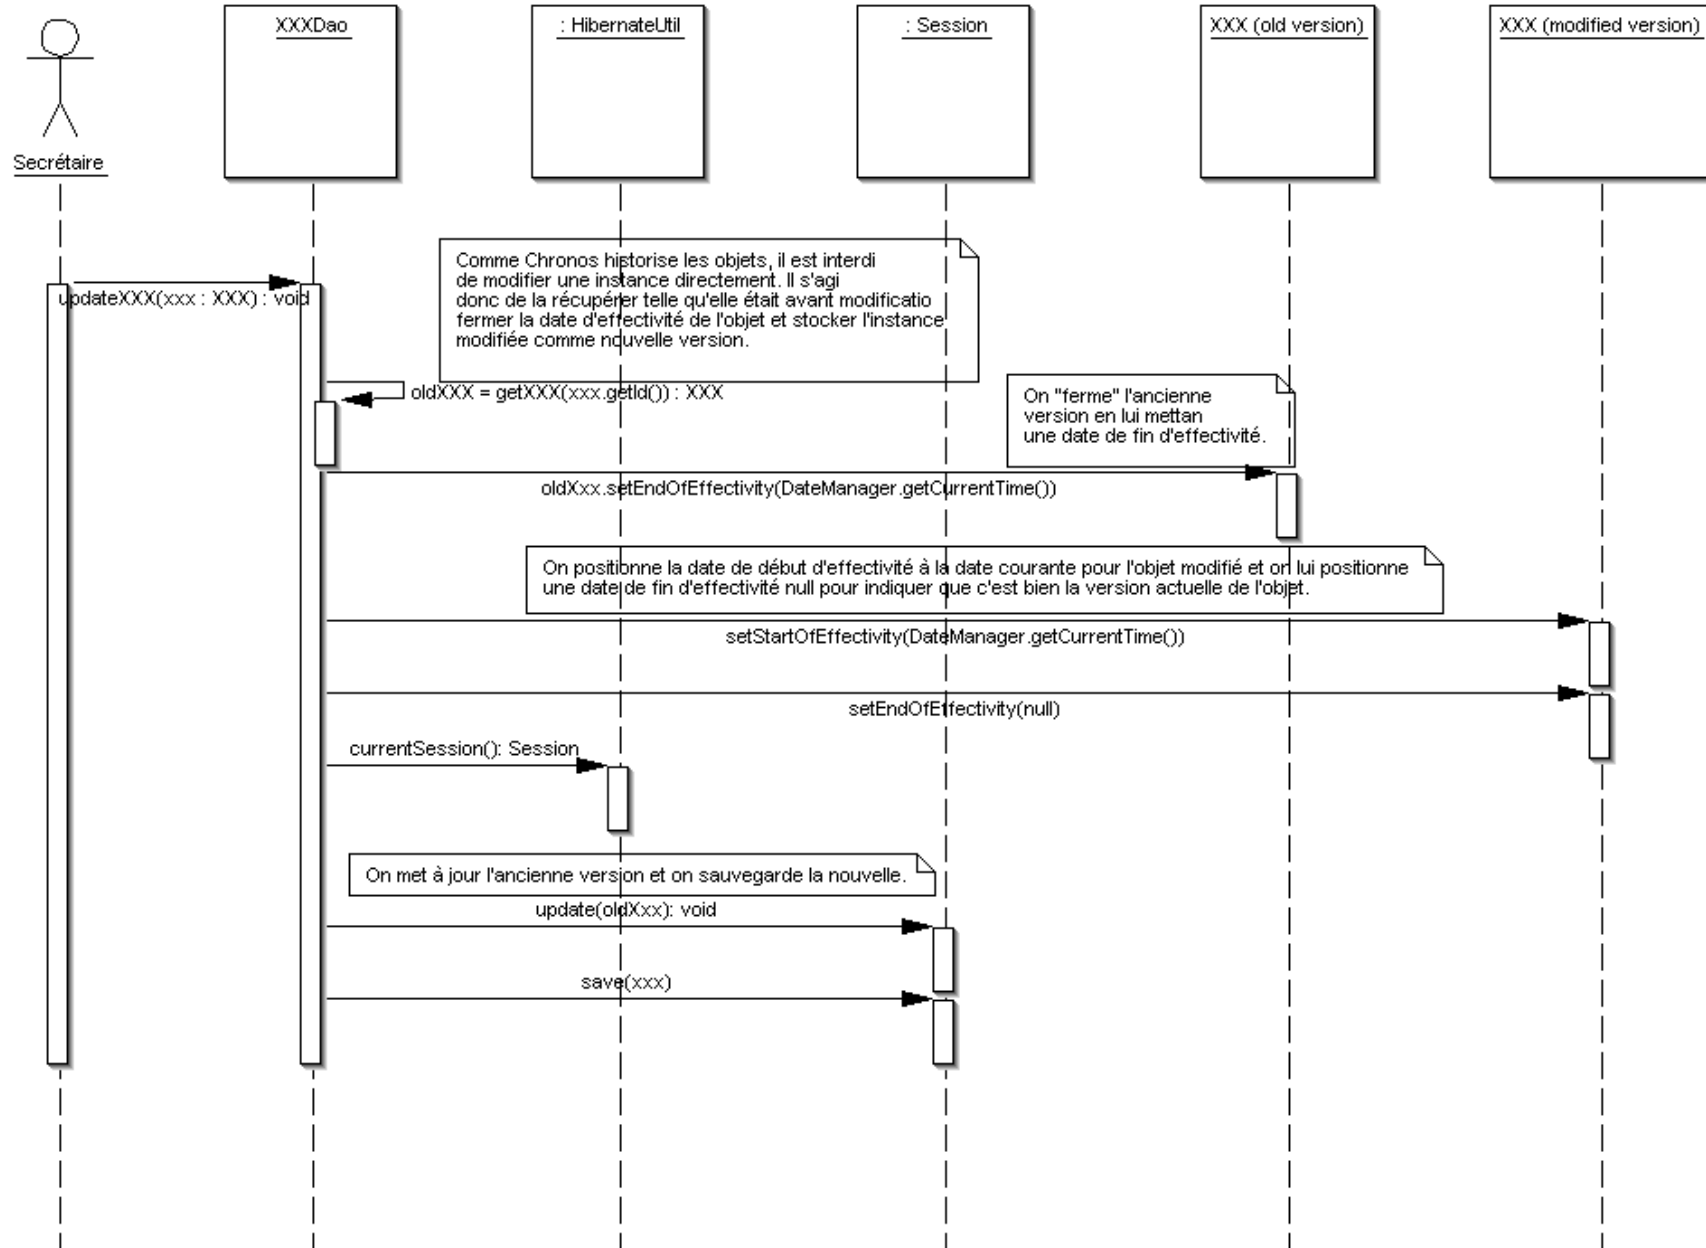 XXXDao
: HibernateUtil
: Session
XXX (old version)
XXX (modified version)
Secrétaire
updateXXX(xxx : XXX) : void
Comme Chronos historise les objets, il est interdi
de modifier une instance directement. Il s'agi
donc de la récupérer telle qu'elle était avant modificatio
fermer la date d'effectivité de l'objet et stocker l'instance
modifiée comme nouvelle version.
oldXXX = getXXX(xxx.getId()) : XXX
On "ferme" l'ancienne
version en lui mettan
une date de fin d'effectivité.
oldXxx.setEndOfEffectivity(DateManager.getCurrentTime())
On positionne la date de début d'effectivité à la date courante pour l'objet modifié et on lui positionne
une date de fin d'effectivité null pour indiquer que c'est bien la version actuelle de l'objet.
setStartOfEffectivity(DateManager.getCurrentTime())
setEndOfEffectivity(null)
currentSession(): Session
On met à jour l'ancienne version et on sauvegarde la nouvelle.
update(oldXxx): void
save(xxx)